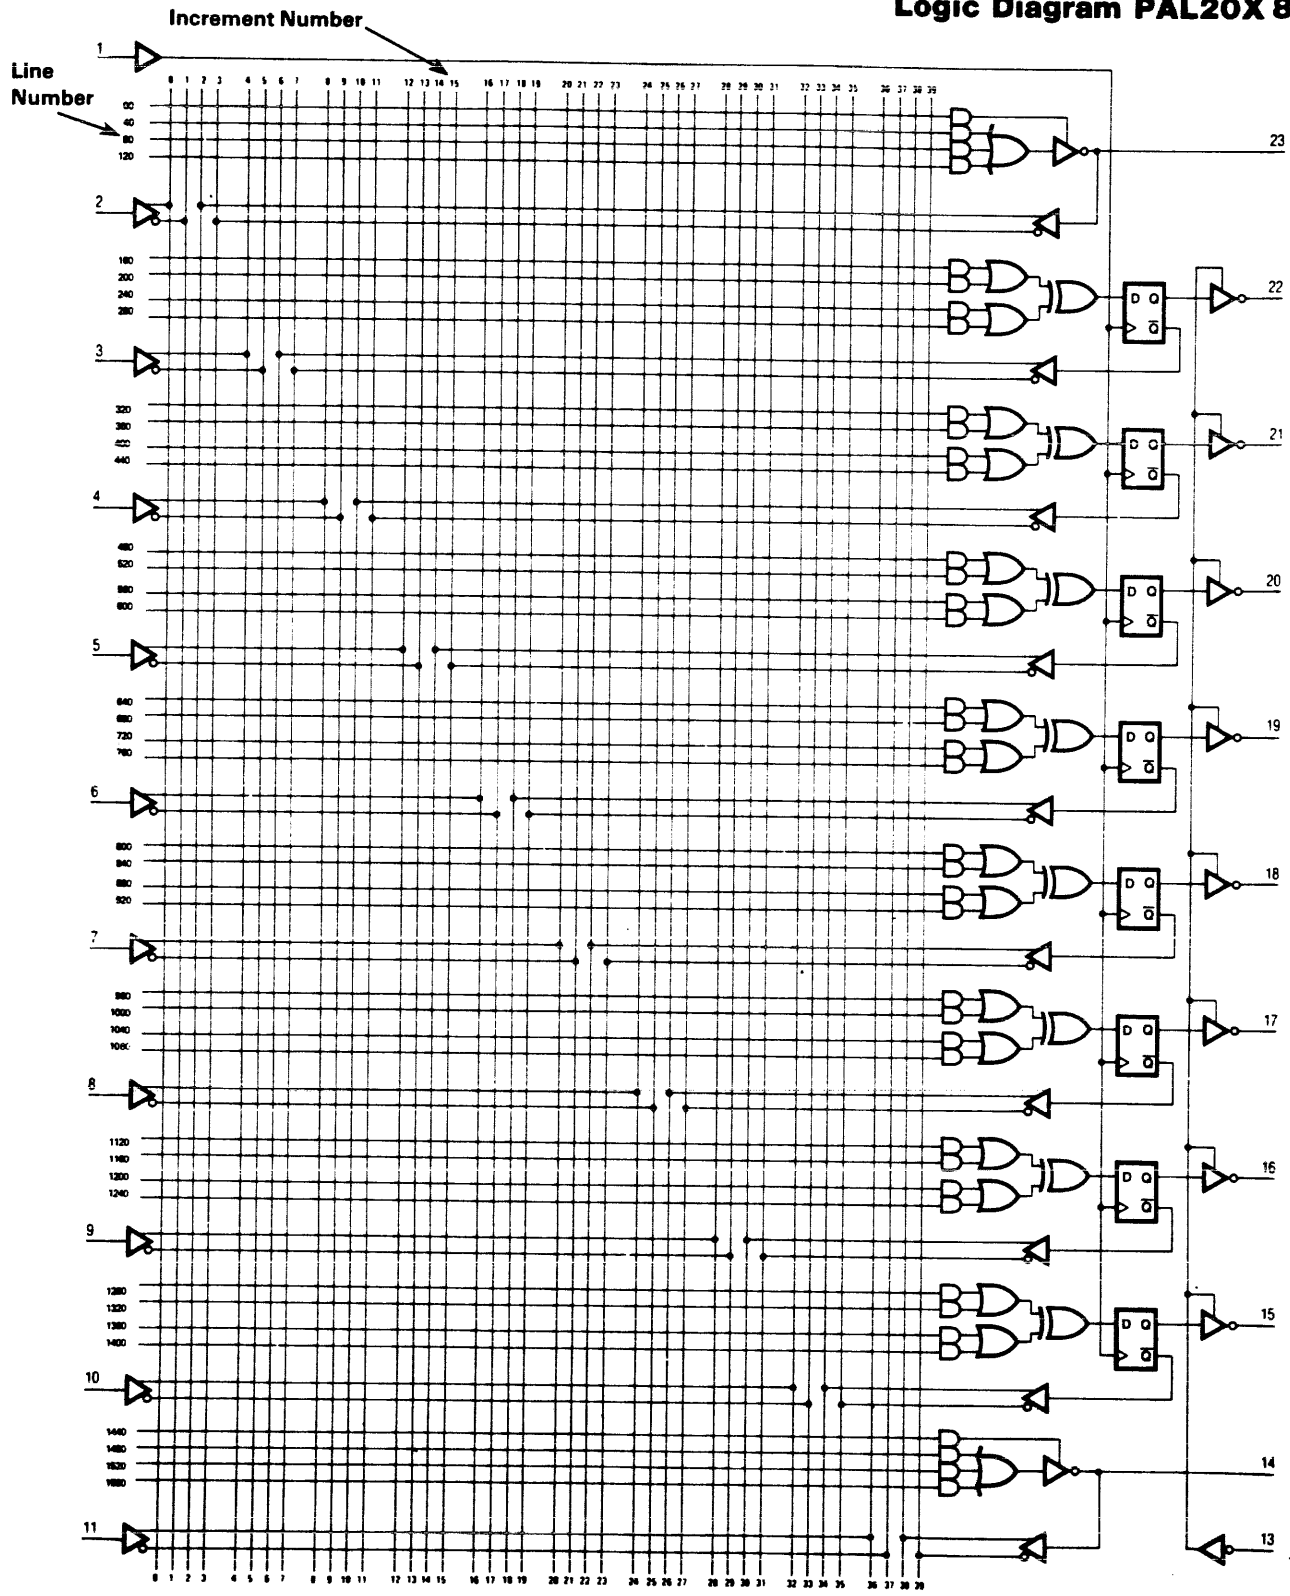 Logic Diagram PAL20X8
Increment Number
1
Line
Number
0 1 2 3 4 5 6 7 8 9 10 11 12 13 14 15 16 17 18 19 20 21 22 23 24 25 26 27 28 29 30 31 32 33 34 35 36 37 38 39
00
40
80
120
23
2
160
200
240
280
D Q
Q̅
22
3
320
360
400
440
D Q
Q̅
21
4
480
520
560
600
D Q
Q̅
20
5
640
680
720
760
D Q
Q̅
19
6
800
840
880
920
D Q
Q̅
18
7
960
1000
1040
1080
D Q
Q̅
17
8
1120
1160
1200
1240
D Q
Q̅
16
9
1280
1320
1360
1400
D Q
Q̅
15
10
1440
1480
1520
1560
14
11
13
0 1 2 3 4 5 6 7 8 9 10 11 12 13 14 15 16 17 18 19 20 21 22 23 24 25 26 27 28 29 30 31 32 33 34 35 36 37 38 39